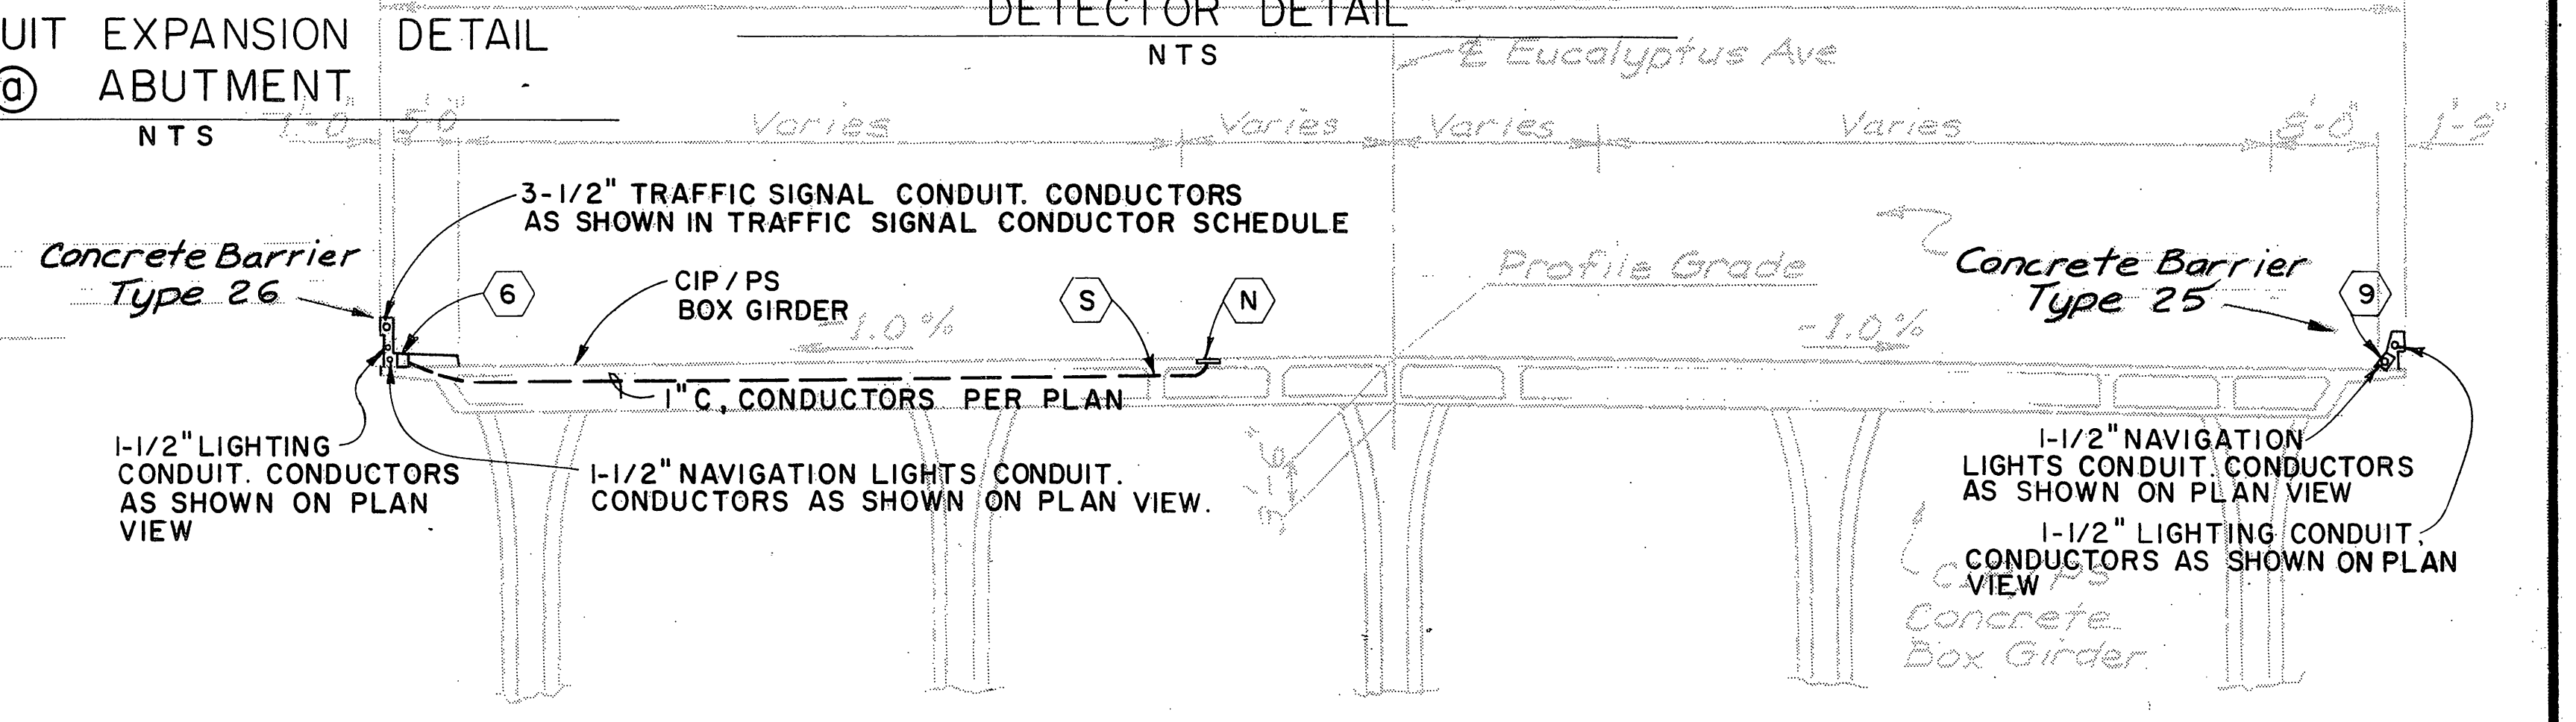 UIT EXPANSION DETAIL
@ ABUTMENT
NTS
DETECTOR DETAIL
NTS
℄ Eucalyptus Ave
1'-0" 5'-0" Varies Varies Varies Varies 8'-0" 1'-9"
3-1/2" TRAFFIC SIGNAL CONDUIT. CONDUCTORS
AS SHOWN IN TRAFFIC SIGNAL CONDUCTOR SCHEDULE
Concrete Barrier
Type 26
6
CIP/PS
BOX GIRDER
S
N
Profile Grade
-1.0%
-1.0%
Concrete Barrier
Type 25
9
1"C, CONDUCTORS PER PLAN
1-1/2" LIGHTING
CONDUIT. CONDUCTORS
AS SHOWN ON PLAN
VIEW
1-1/2" NAVIGATION LIGHTS CONDUIT.
CONDUCTORS AS SHOWN ON PLAN VIEW.
1-1/2" NAVIGATION
LIGHTS CONDUIT. CONDUCTORS
AS SHOWN ON PLAN VIEW
1-1/2" LIGHTING CONDUIT,
CONDUCTORS AS SHOWN ON PLAN
VIEW
CIP/PS
Concrete
Box Girder